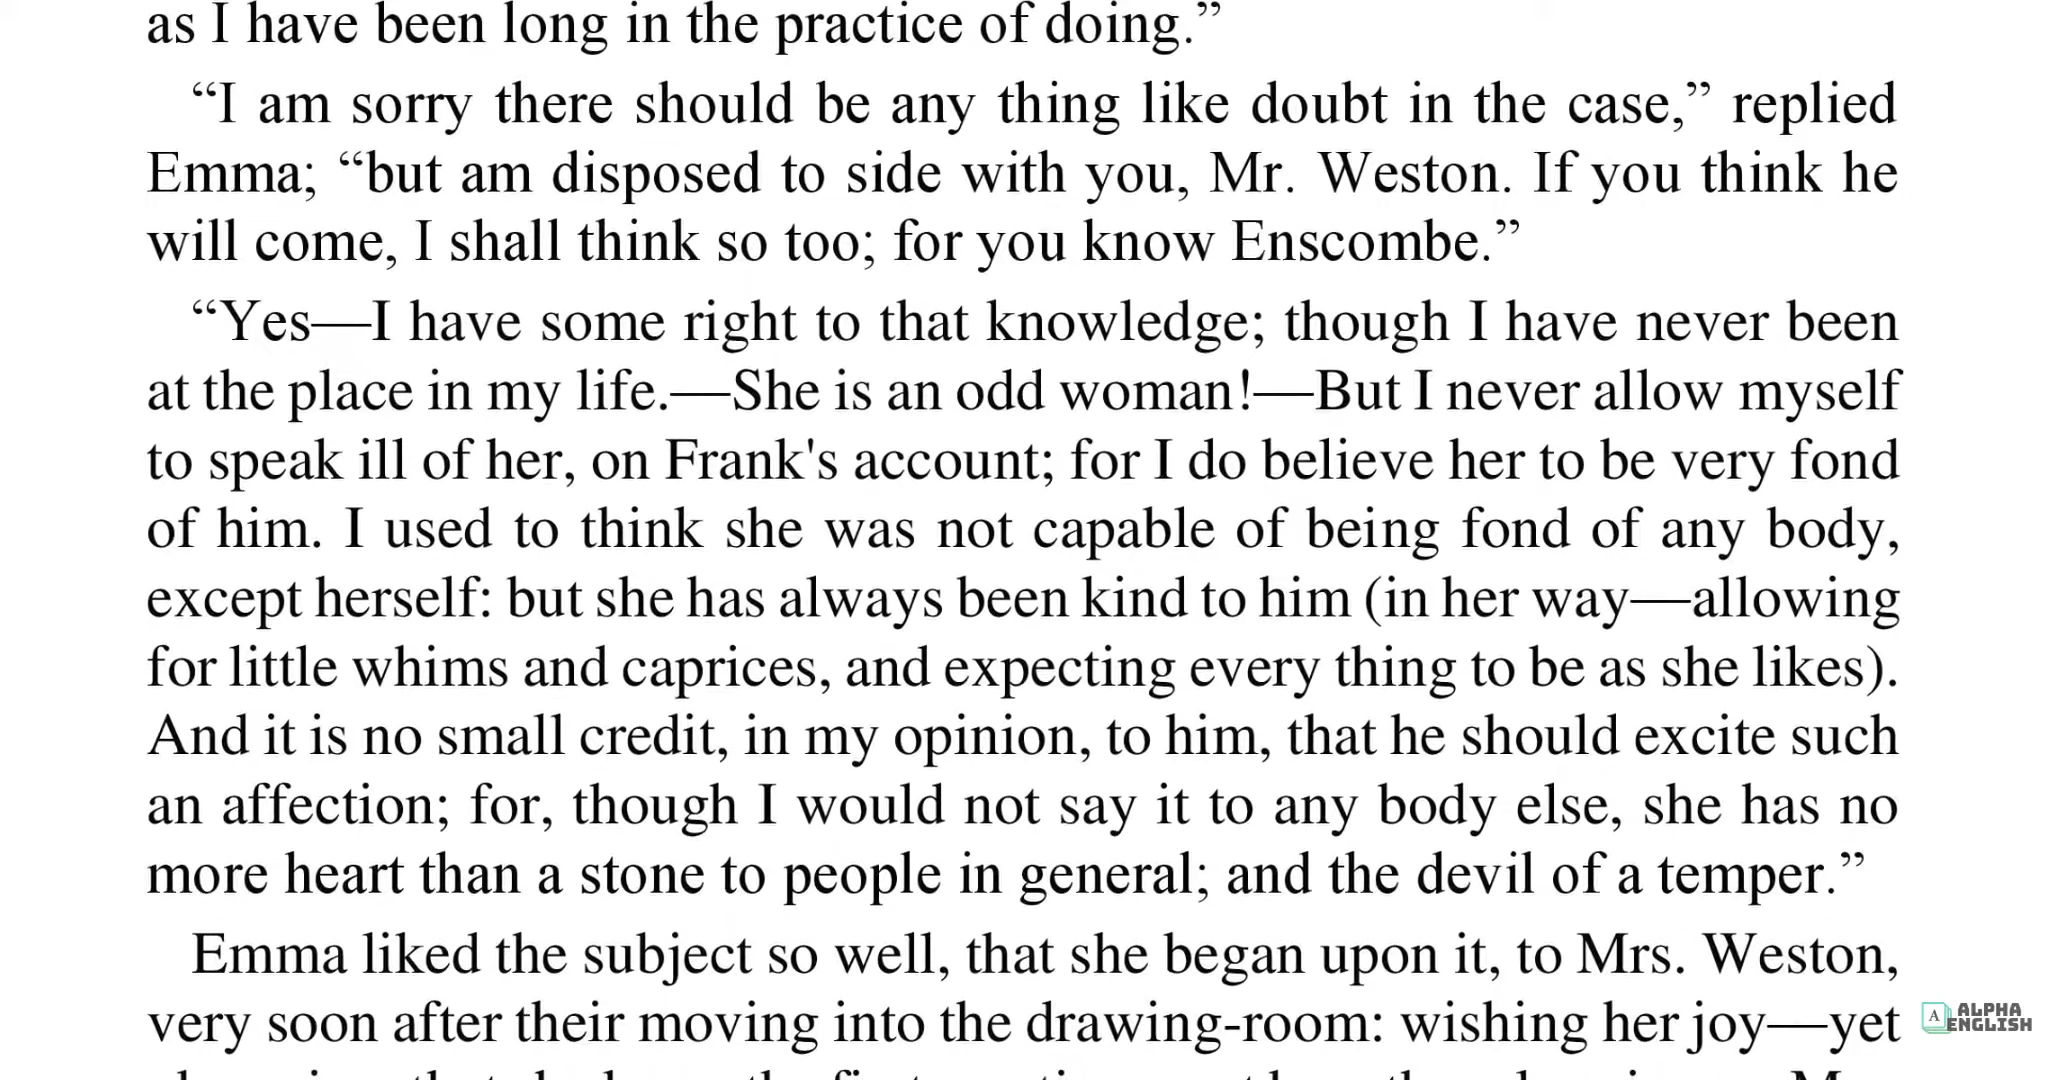 as I have been long in the practice of doing.”
“I am sorry there should be any thing like doubt in the case,” replied
Emma; “but am disposed to side with you, Mr. Weston. If you think he
will come, I shall think so too; for you know Enscombe.”
“Yes—I have some right to that knowledge; though I have never been
at the place in my life.—She is an odd woman!—But I never allow myself
to speak ill of her, on Frank's account; for I do believe her to be very fond
of him. I used to think she was not capable of being fond of any body,
except herself: but she has always been kind to him (in her way—allowing
for little whims and caprices, and expecting every thing to be as she likes).
And it is no small credit, in my opinion, to him, that he should excite such
an affection; for, though I would not say it to any body else, she has no
more heart than a stone to people in general; and the devil of a temper.”
Emma liked the subject so well, that she began upon it, to Mrs. Weston,
very soon after their moving into the drawing-room: wishing her joy—yet
A ALPHA
ENGLISH